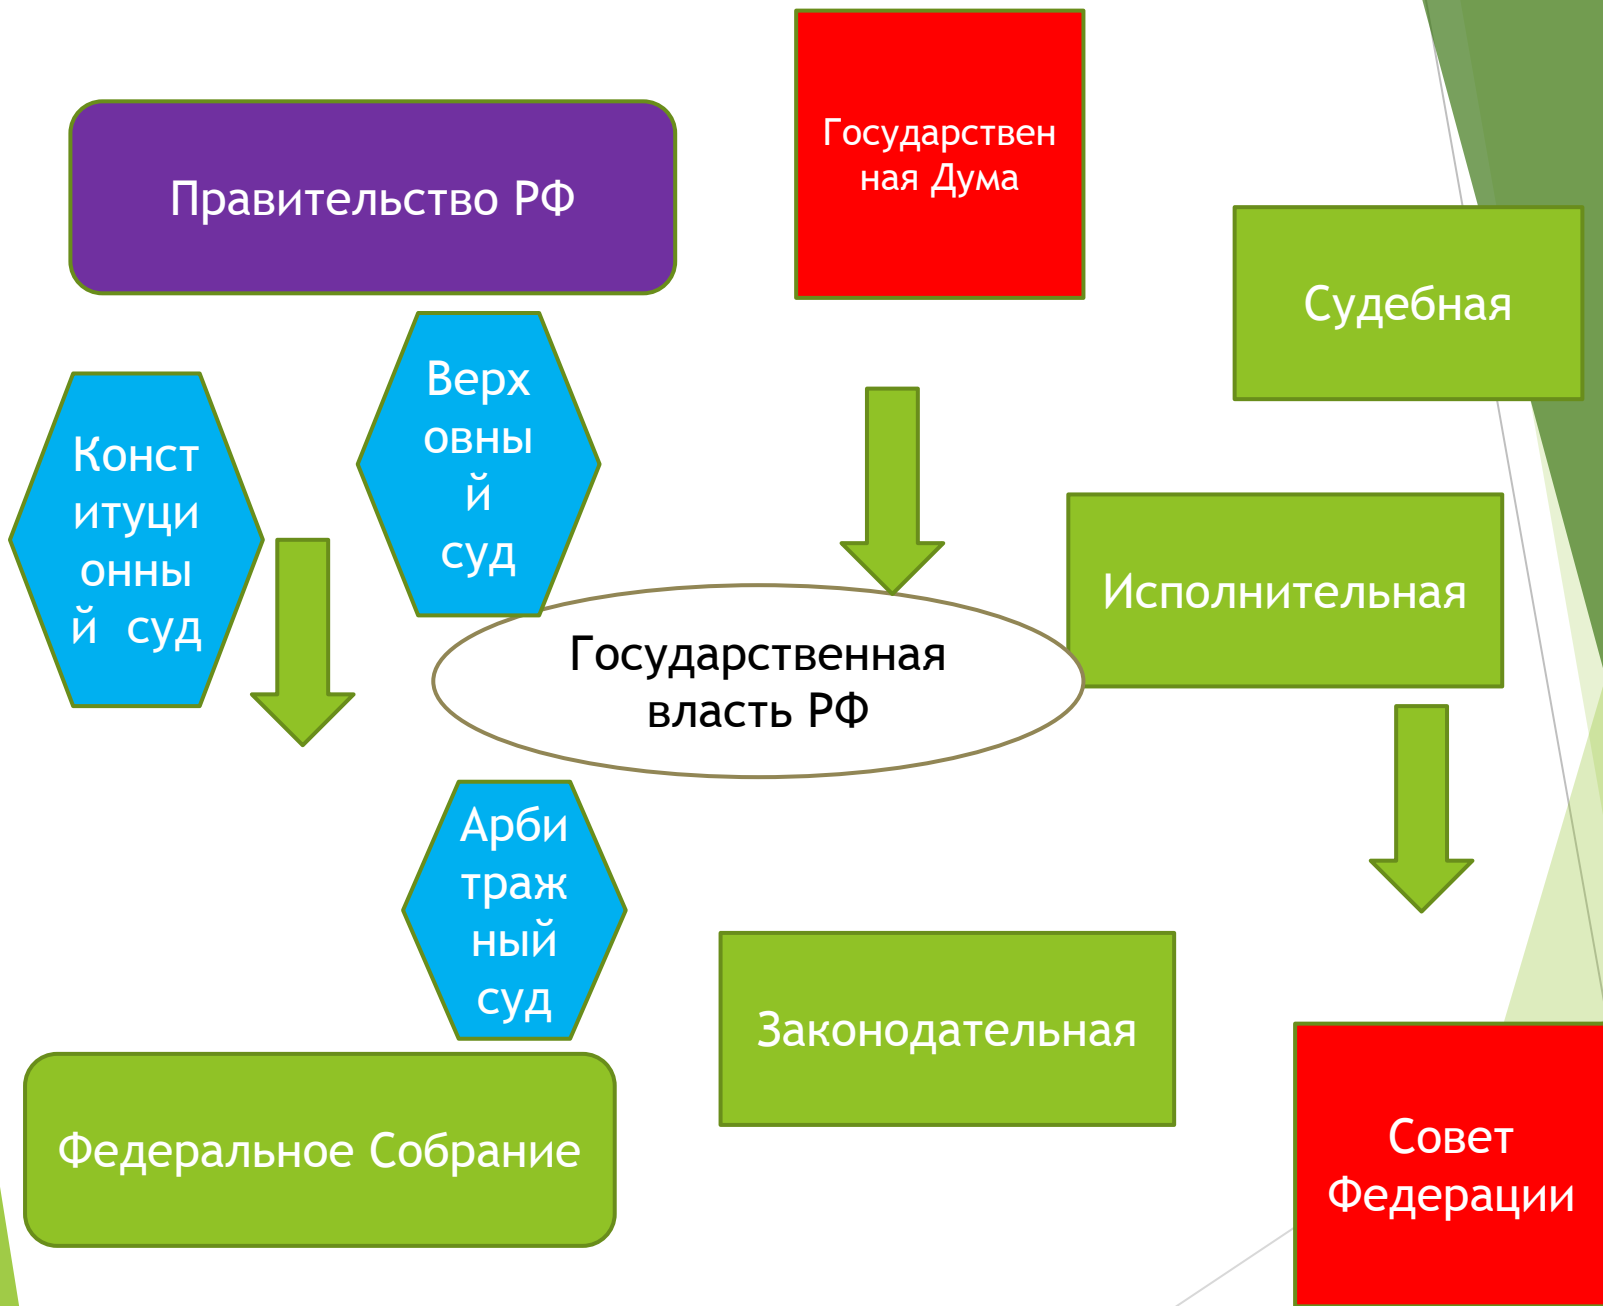 Государствен
ная Дума
Правительство РФ
Судебная
Верх
овны
й
суд
Конст
итуци
онны
й суд
Исполнительная
Государственная
власть РФ
Арби
траж
ный
суд
Законодательная
Федеральное Собрание
Совет
Федерации